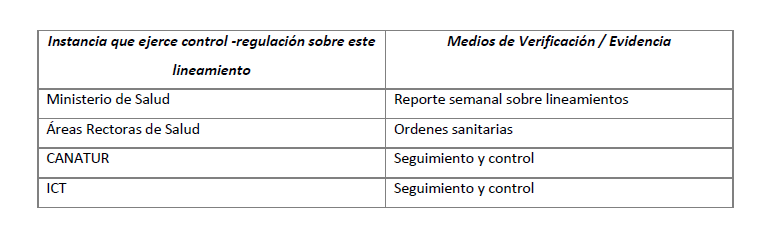 Instancia que ejerce control -regulación sobre este
lineamiento
Medios de Verificación / Evidencia
Ministerio de Salud
Reporte semanal sobre lineamientos
Áreas Rectoras de Salud
Ordenes sanitarias
CANATUR
Seguimiento y control
ICT
Seguimiento y control